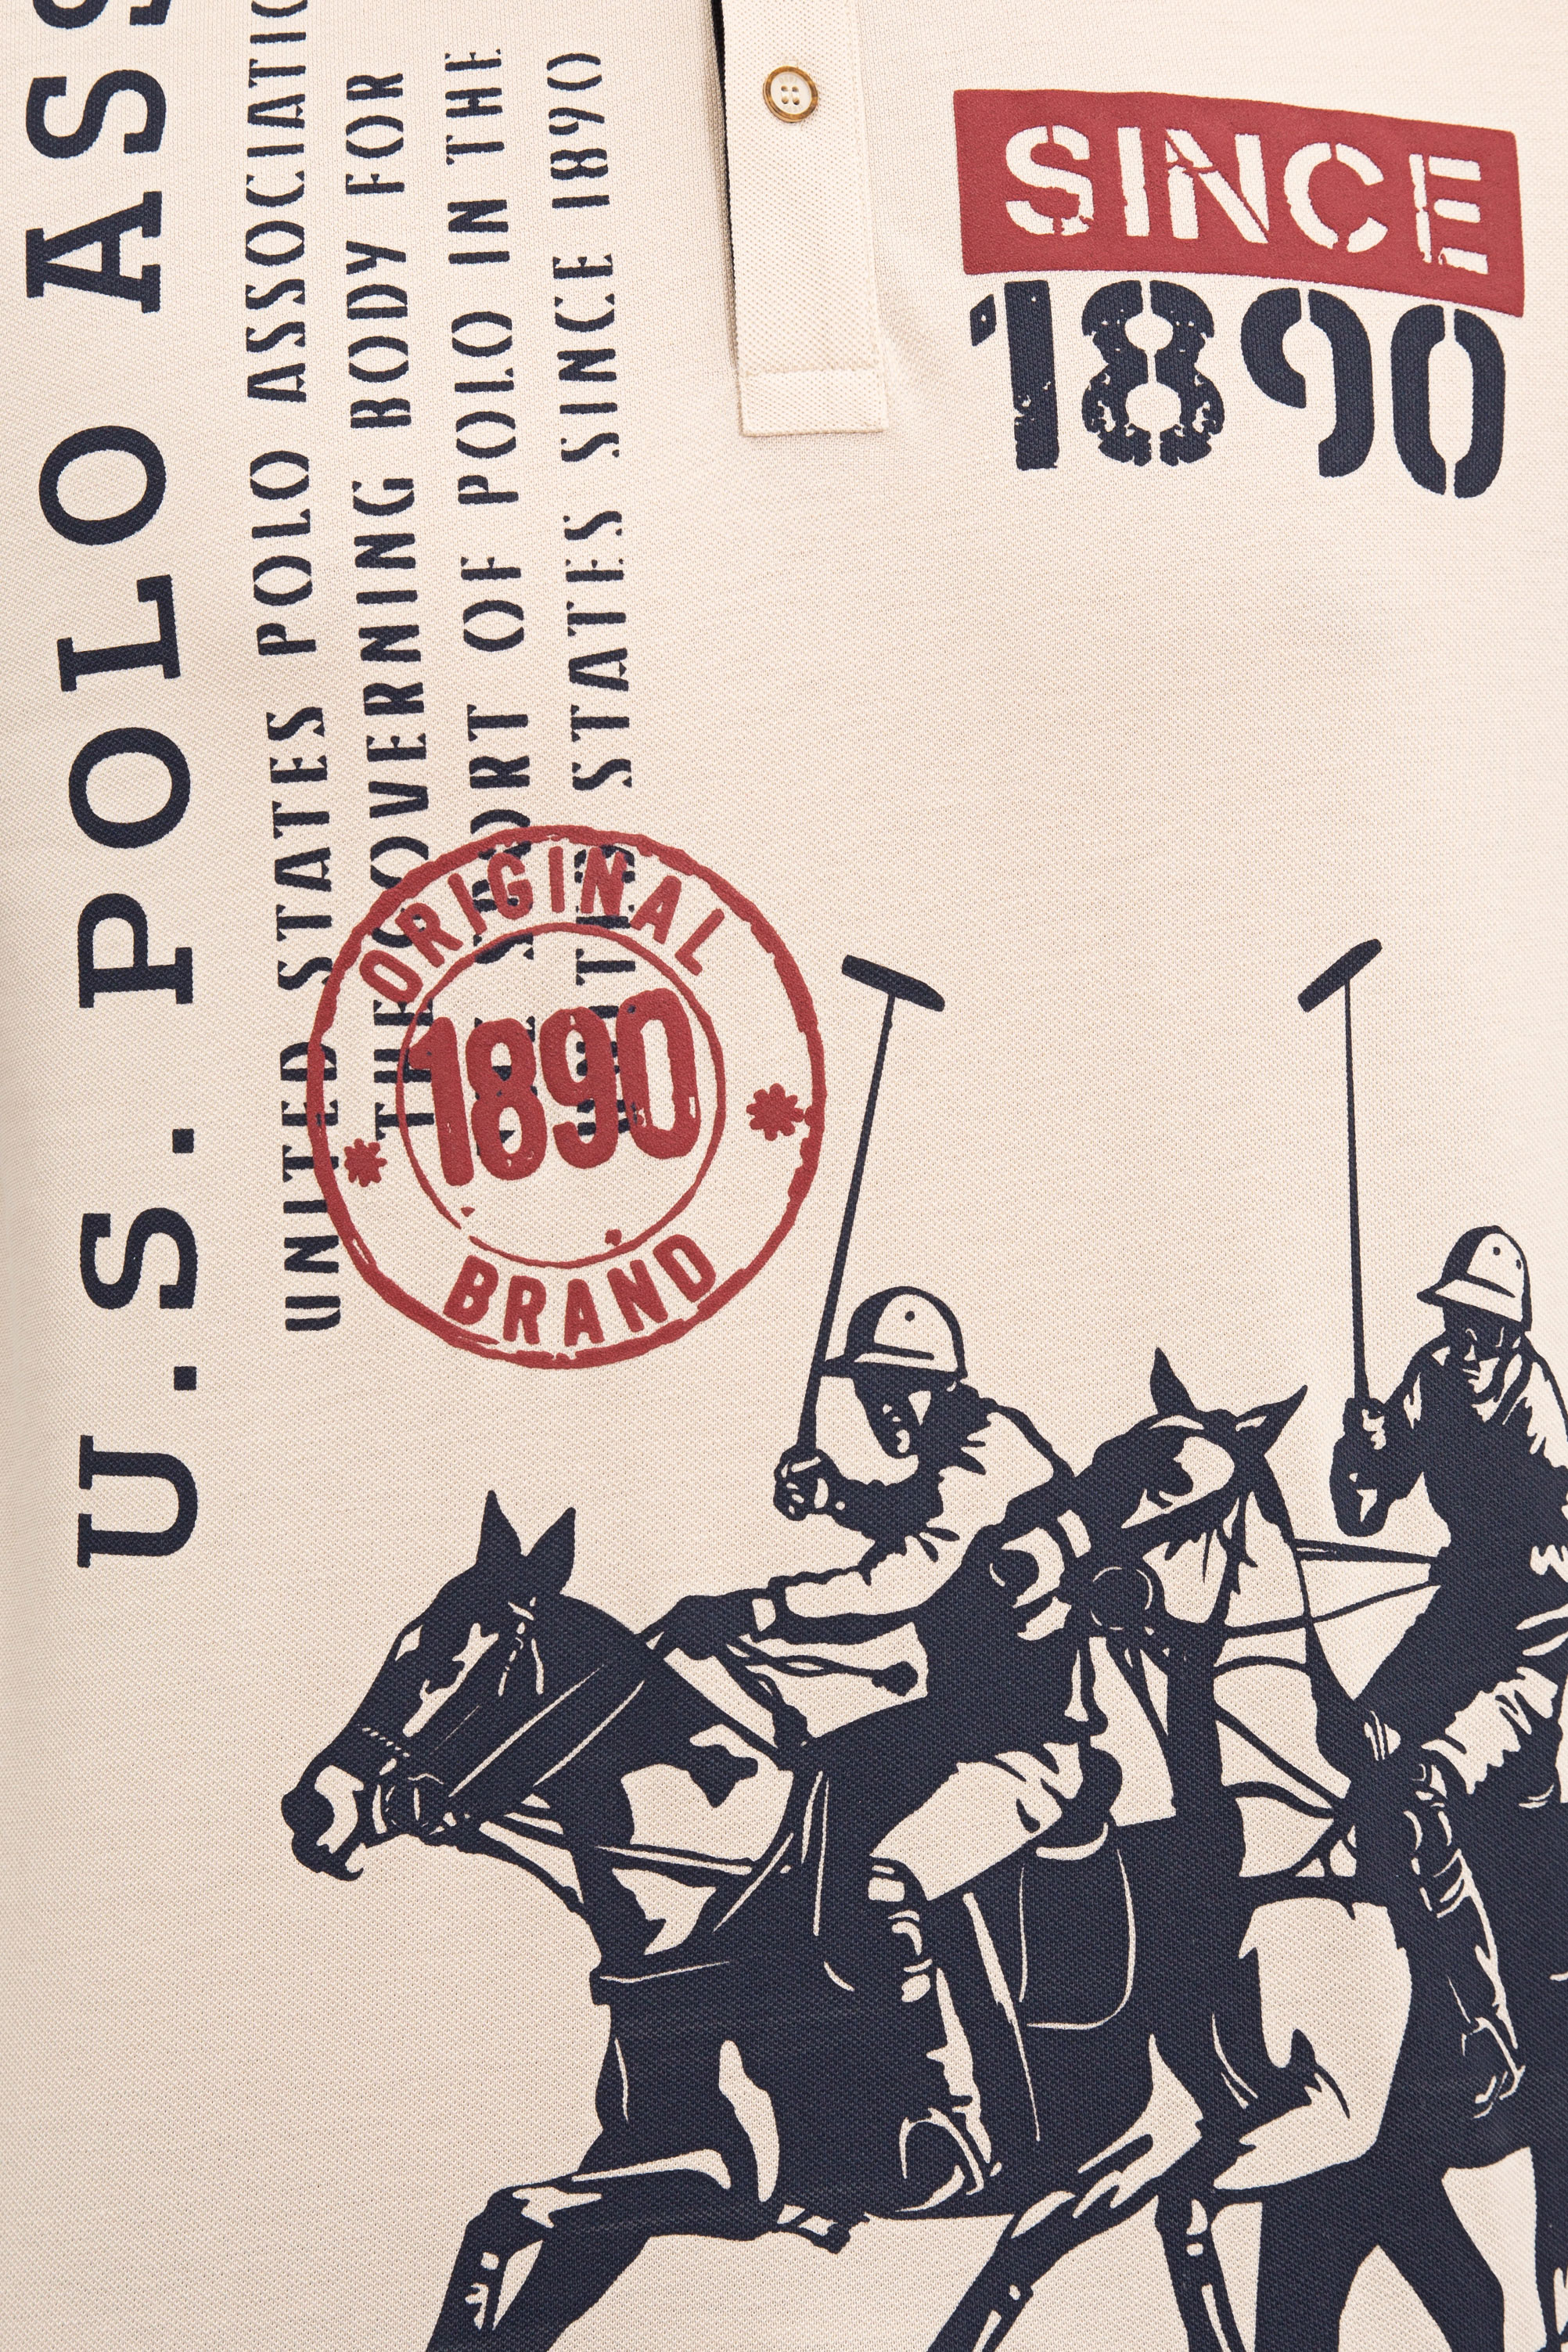 U.S. POLO ASS
UNITED STATES POLO ASSOCIATIO
THE GOVERNING BODY FOR
THE SPORT OF POLO IN THE
UNITED STATES SINCE 1890
SINCE
1890
ORIGINAL
1890
BRAND